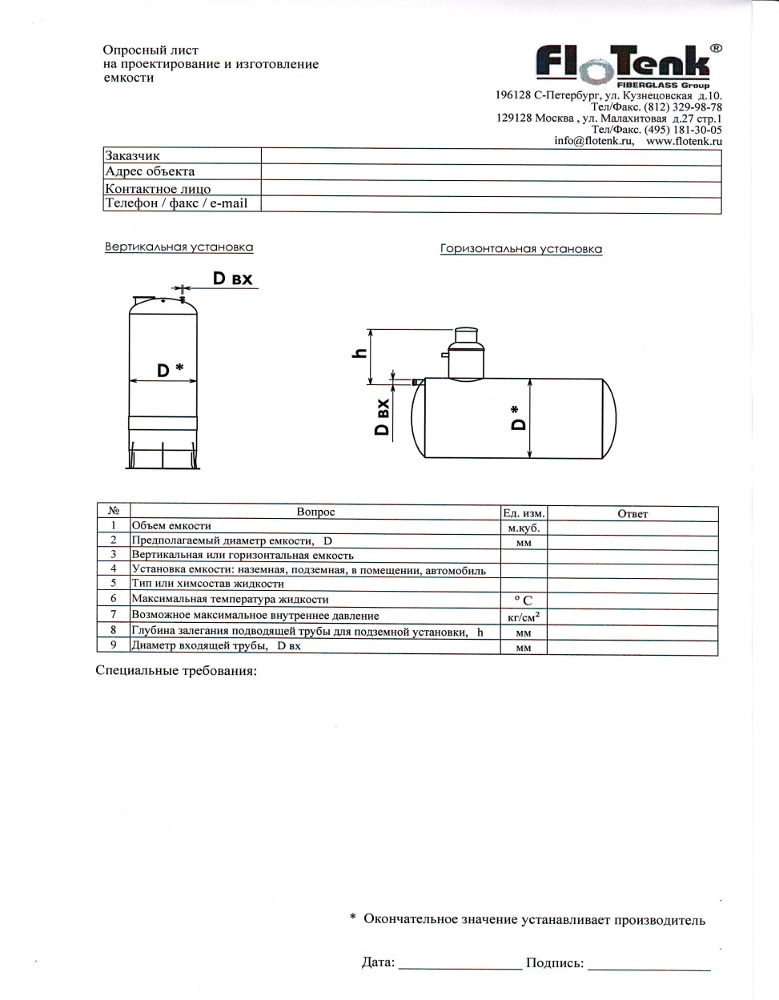 Опросный лист
на проектирование и изготовление
емкости
FloTenk ®
FIBERGLASS Group
196128 С-Петербург, ул. Кузнецовская д.10.
Тел/Факс. (812) 329-98-78
129128 Москва , ул. Малахитовая д.27 стр.1
Тел/Факс. (495) 181-30-05
info@flotenk.ru, www.flotenk.ru
Заказчик
Адрес объекта
Контактное лицо
Телефон / факс / e-mail
Вертикальная установка
Горизонтальная установка
D вх
D *
h
D вх
D *
№ Вопрос Ед. изм. Ответ
1 Объем емкости м.куб.
2 Предполагаемый диаметр емкости, D мм
3 Вертикальная или горизонтальная емкость
4 Установка емкости: наземная, подземная, в помещении, автомобиль
5 Тип или химсостав жидкости
6 Максимальная температура жидкости º C
7 Возможное максимальное внутреннее давление кг/см²
8 Глубина залегания подводящей трубы для подземной установки, h мм
9 Диаметр входящей трубы, D вх мм
Специальные требования:
* Окончательное значение устанавливает производитель
Дата: ________________ Подпись: ________________